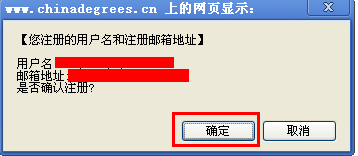 www.chinadegrees.cn 上的网页显示:
【您注册的用户名和注册邮箱地址】
用户名
邮箱地址:
是否确认注册?
确定 取消